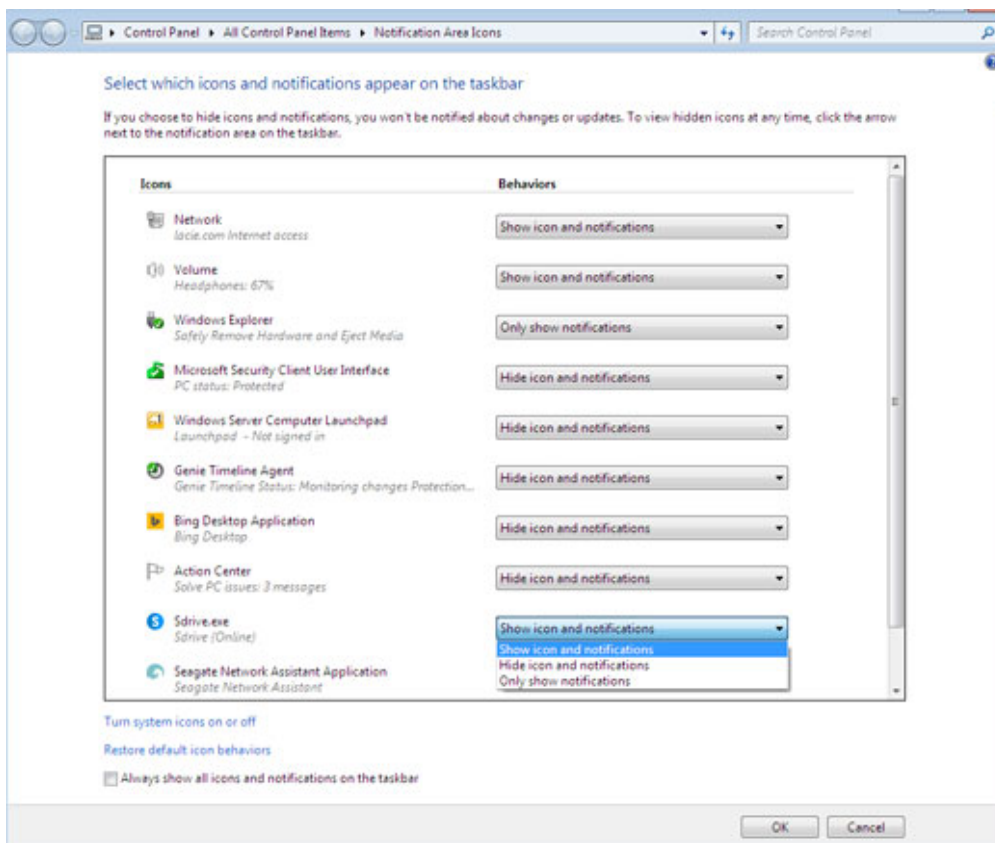 Control Panel ▸ All Control Panel Items ▸ Notification Area Icons
Search Control Panel
Select which icons and notifications appear on the taskbar
If you choose to hide icons and notifications, you won't be notified about changes or updates. To view hidden icons at any time, click the arrow
next to the notification area on the taskbar.
Icons Behaviors
Network
lacie.com Internet access
Show icon and notifications
Volume
Headphones: 67%
Show icon and notifications
Windows Explorer
Safely Remove Hardware and Eject Media
Only show notifications
Microsoft Security Client User Interface
PC status: Protected
Hide icon and notifications
Windows Server Computer Launchpad
Launchpad - Not signed in
Hide icon and notifications
Genie Timeline Agent
Genie Timeline Status: Monitoring changes Protection...
Hide icon and notifications
Bing Desktop Application
Bing Desktop
Hide icon and notifications
Action Center
Solve PC issues: 3 messages
Hide icon and notifications
Sdrive.exe
Sdrive (Online)
Show icon and notifications
Show icon and notifications
Hide icon and notifications
Only show notifications
Seagate Network Assistant Application
Seagate Network Assistant
Turn system icons on or off
Restore default icon behaviors
Always show all icons and notifications on the taskbar
OK Cancel